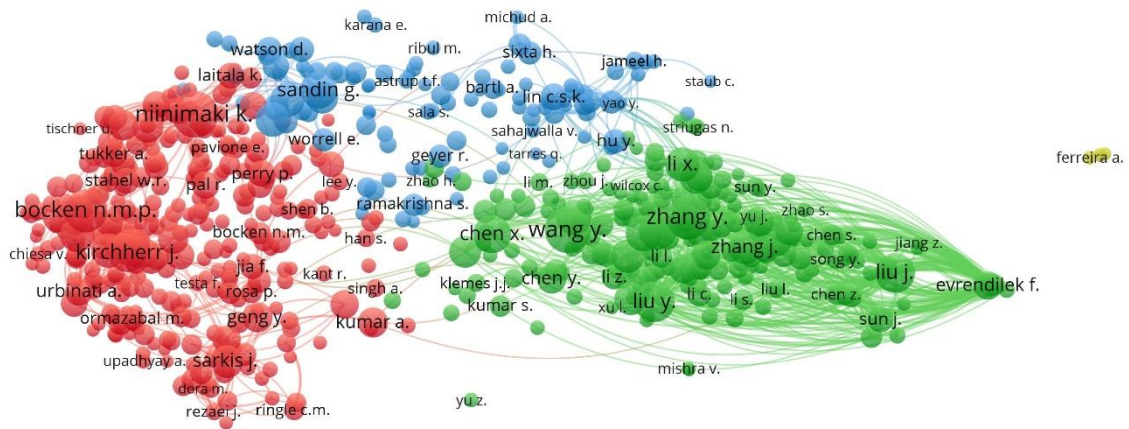 michud a.
karana e.
ribul m.
watson d.
sixta h.
jameel h.
laitala k.
astrup t.f.
bartl a.
staub c.
sandin g.
lin c.s.k.
yao y.
niinimaki k.
sala s.
tischner u.
sahajwalla v.
striugas n.
worrell e.
hu y.
pavione e.
tarres q.
tukker a.
geyer r.
ferreira a.
zhao h.
li x.
stahel w.r.
pal r.
perry p.
lee y.
li m.
zhou j.
wilcox c.
sun y.
ramakrishna s.
shen b.
bocken n.m.p.
zhang y.
yu j.
zhao s.
bocken n.m.
chen x.
wang y.
chen s.
chiesa v.
kirchherr j.
han s.
li l.
zhang j.
jiang z.
song y.
jia f.
kant r.
testa f.
klemes j.j.
chen y.
li z.
liu j.
urbinati a.
rosa p.
singh a.
evrendilek f.
li c.
li s.
liu l.
chen z.
xu l.
liu y.
kumar s.
ormazabal m.
geng y.
kumar a.
sun j.
upadhyay a.
sarkis j.
mishra v.
dora m.
rezaei j.
ringle c.m.
yu z.